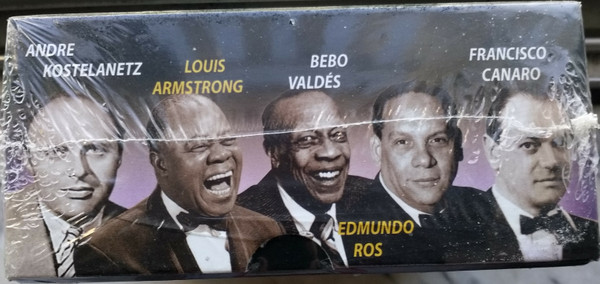 ANDRE
KOSTELANETZ
LOUIS
ARMSTRONG
BEBO
VALDÉS
EDMUNDO
ROS
FRANCISCO
CANARO